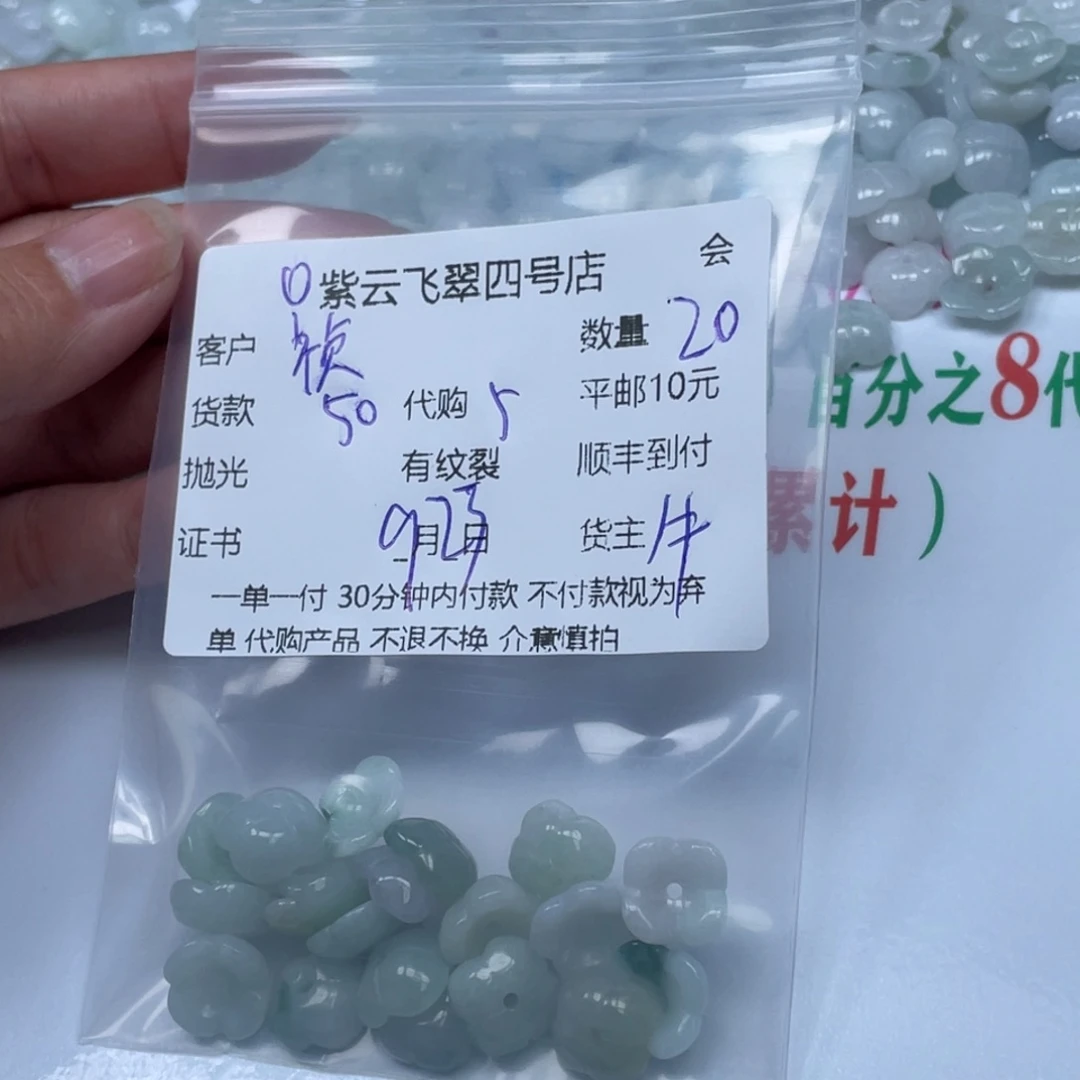 会
紫云飞翠四号店
客户 数量 20
货款 50 代购 5 平邮10元
抛光 有纹裂 顺丰到付
证书 9月23日 货主 牛
一单一付 30分钟内付款 不付款视为弃
单 代购产品 不退不换 介意慎拍
百分之8代
累计）